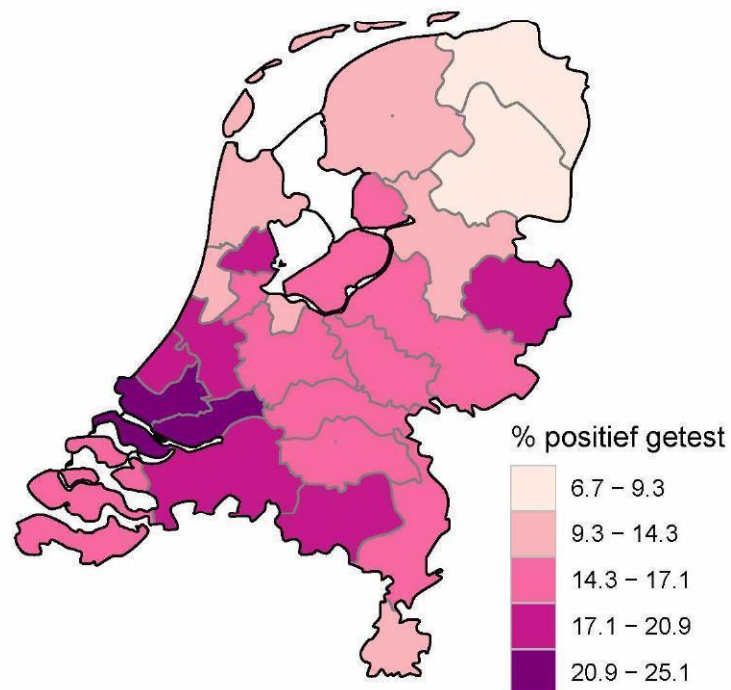 % positief getest
6.7 − 9.3
9.3 − 14.3
14.3 − 17.1
17.1 − 20.9
20.9 − 25.1